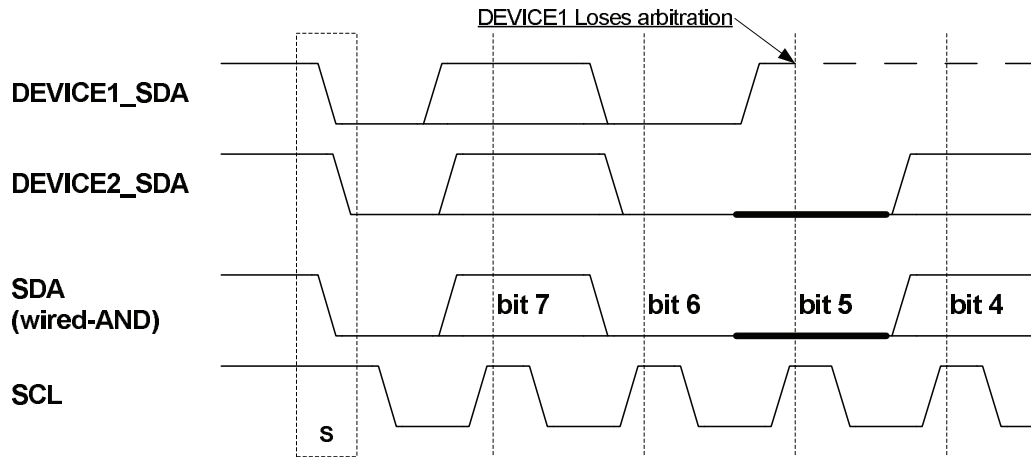 DEVICE1 Loses arbitration
DEVICE1_SDA
DEVICE2_SDA
SDA
(wired-AND)
bit 7
bit 6
bit 5
bit 4
SCL
S